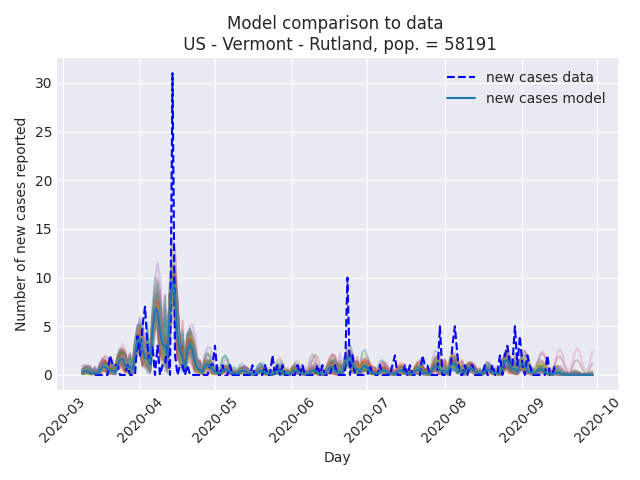 Model comparison to data
US - Vermont - Rutland, pop. = 58191
new cases data
new cases model
Number of new cases reported
30
25
20
15
10
5
0
2020-03
2020-04
2020-05
2020-06
2020-07
2020-08
2020-09
2020-10
Day